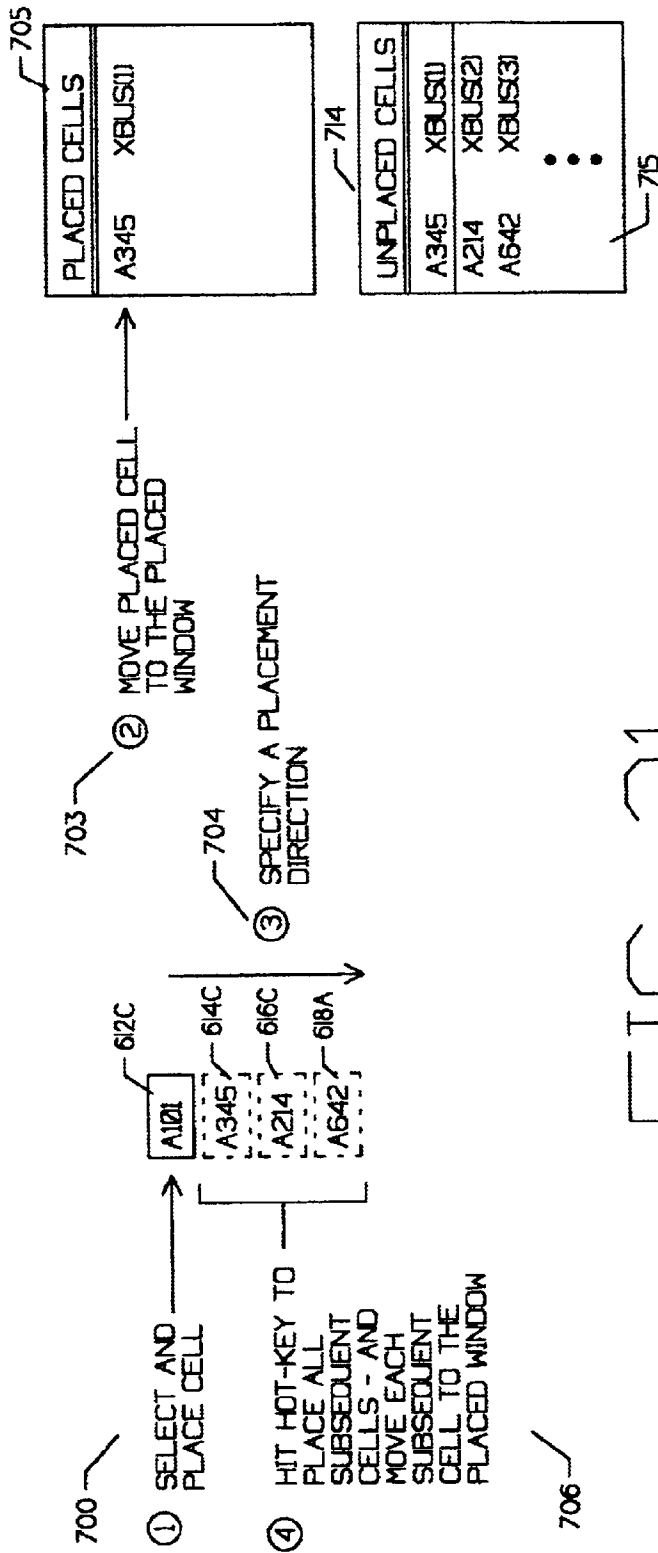 700
① SELECT AND
PLACE CELL
A101
612C
A345
614C
A214
616C
A642
618A
703
② MOVE PLACED CELL
TO THE PLACED
WINDOW
704
③ SPECIFY A PLACEMENT
DIRECTION
④ HIT HOT-KEY TO
PLACE ALL
SUBSEQUENT
CELLS - AND
MOVE EACH
SUBSEQUENT
CELL TO THE
PLACED WINDOW
706
705
PLACED CELLS
A345 XBUS(1)
714
UNPLACED CELLS
A345 XBUS(1)
A214 XBUS(2)
A642 XBUS(3)
715